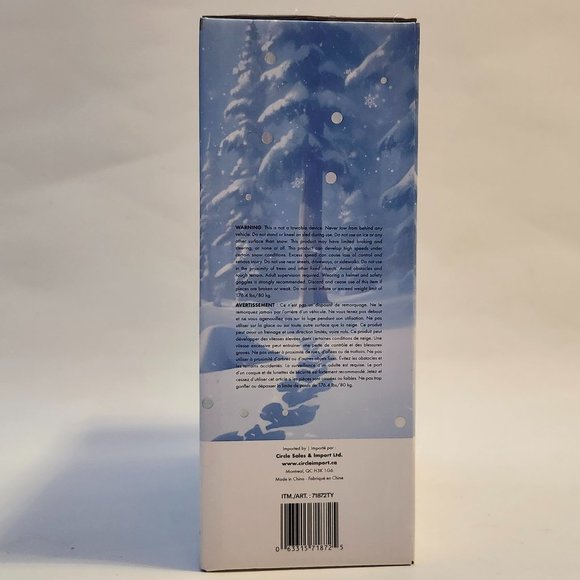 WARNING: This is not a towable device. Never tow from behind any
vehicle. Do not stand or kneel on sled during use. Do not use on ice or any
other surface than snow. This product may have limited braking and
steering, or none at all. This product can develop high speeds under
certain snow conditions. Excess speed can cause loss of control and
serious injury. Do not use near streets, driveways, or sidewalks. Do not use
in the proximity of trees and other fixed objects. Avoid obstacles and
rough terrain. Adult supervision required. Wearing a helmet and safety
goggles is strongly recommended. Discard and cease use of this item if
pieces are broken or weak. Do not over inflate or exceed weight limit of
176.4 lbs/80 kg.
AVERTISSEMENT : Ce n'est pas un dispositif de remorquage. Ne le
remorquez jamais par l'arrière d'un véhicule. Ne vous tenez pas debout
et ne vous agenouillez pas sur la luge pendant son utilisation. Ne pas
utiliser sur la glace ou sur toute autre surface que la neige. Ce produit
peut avoir un freinage et une direction limités, voire nuls. Ce produit peut
développer des vitesses élevées dans certaines conditions de neige. Une
vitesse excessive peut entraîner une perte de contrôle et des blessures
graves. Ne pas utiliser à proximité de rues, d'allées ou de trottoirs. Ne pas
utiliser à proximité d'arbres ou d'autres objets fixes. Évitez les obstacles et
les terrains accidentés. La surveillance d'un adulte est requise. Le port
d'un casque et de lunettes de sécurité est fortement recommandé. Jetez et
cessez d'utiliser cet article si les pièces sont cassées ou faibles. Ne pas trop
gonfler ou dépasser la limite de poids de 176.4 lbs/80 kg.
Imported by | Importé par :
Circle Sales & Import Ltd.
www.circleimport.ca
Montreal, QC H3K 1G6
Made in China · Fabriqué en Chine
ITM./ART. : 71872TY
0 63315 71872 5